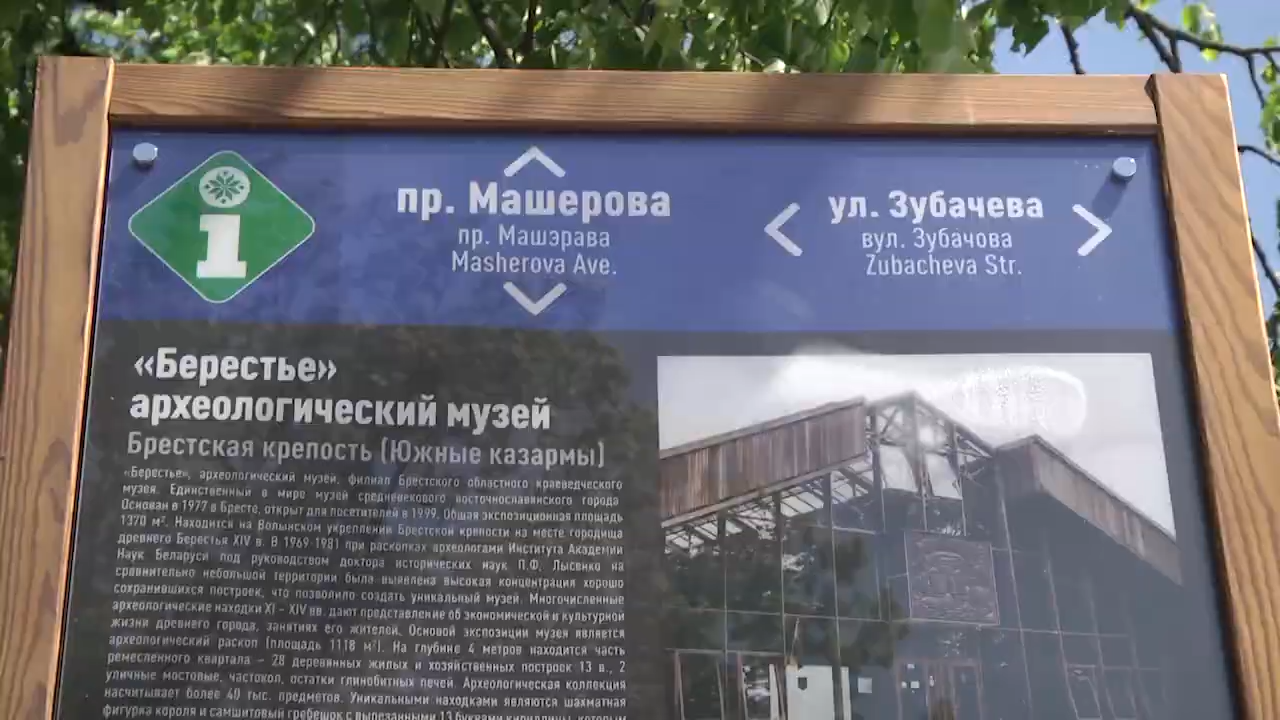 i
пр. Машерова
пр. Машэрава
Masherova Ave.
ул. Зубачева
вул. Зубачова
Zubacheva Str.
«Берестье»
археологический музей
Брестская крепость (Южные казармы)
«Берестье», археологический музей, филиал Брестского областного краеведческого
музея. Единственный в мире музей средневекового восточнославянского города.
Основан в 1977 в Бресте, открыт для посетителей в 1999. Общая экспозиционная площадь
1370 м². Находится на Волынском укреплении Брестской крепости на месте городища
древнего Берестья XIV в. В 1969-1981 при раскопках археологами Института Академии
Наук Беларуси под руководством доктора исторических наук П.Ф. Лысенко на
сравнительно небольшой территории была выявлена высокая концентрация хорошо
сохранившихся построек, что позволило создать уникальный музей. Многочисленные
археологические находки XI – XIV вв. дают представление об экономической и культурной
жизни древнего города, занятиях его жителей. Основой экспозиции музея является
археологический раскоп (площадь 1118 м²). На глубине 4 метров находится часть
ремесленного квартала – 28 деревянных жилых и хозяйственных построек 13 в., 2
уличные мостовые, частокол, остатки глинобитных печей. Археологическая коллекция
насчитывает более 40 тыс. предметов. Уникальными находками являются шахматная
фигурка короля и самшитовый гребешок с вырезанными 13 буквами кириллицы, которым